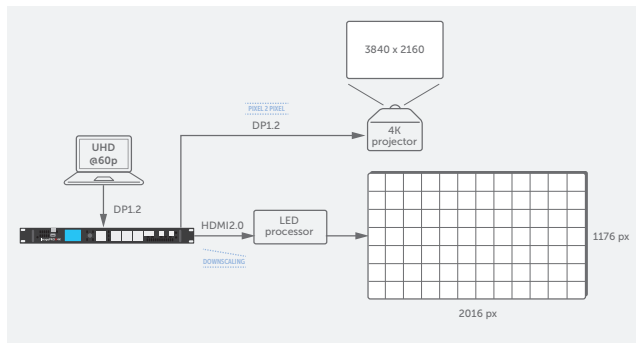 3840 x 2160
PIXEL 2 PIXEL
DP1.2
4K
projector
UHD
@60p
DP1.2
HDMI2.0
LED
processor
DOWNSCALING
1176 px
2016 px